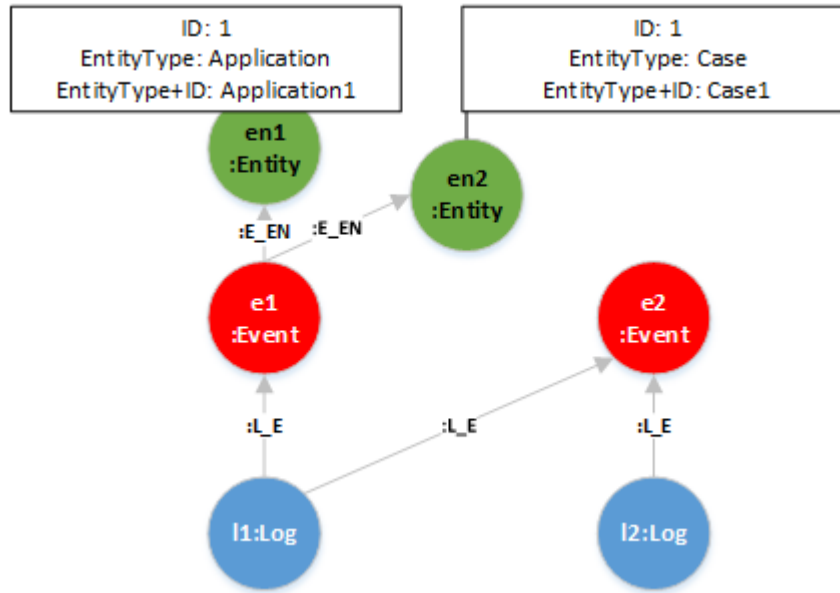 ID: 1
EntityType: Application
EntityType+ID: Application1
ID: 1
EntityType: Case
EntityType+ID: Case1
en1
:Entity
en2
:Entity
:E_EN
:E_EN
e1
:Event
e2
:Event
:L_E
:L_E
:L_E
l1:Log
l2:Log